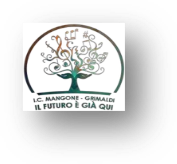 I.C. MANGONE - GRIMALDI
IL FUTURO È GIÀ QUI